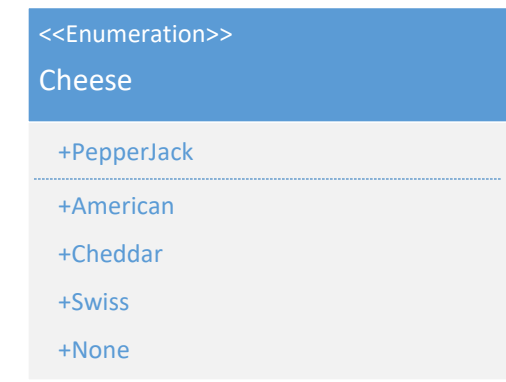 <<Enumeration>>
Cheese
+PepperJack
+American
+Cheddar
+Swiss
+None